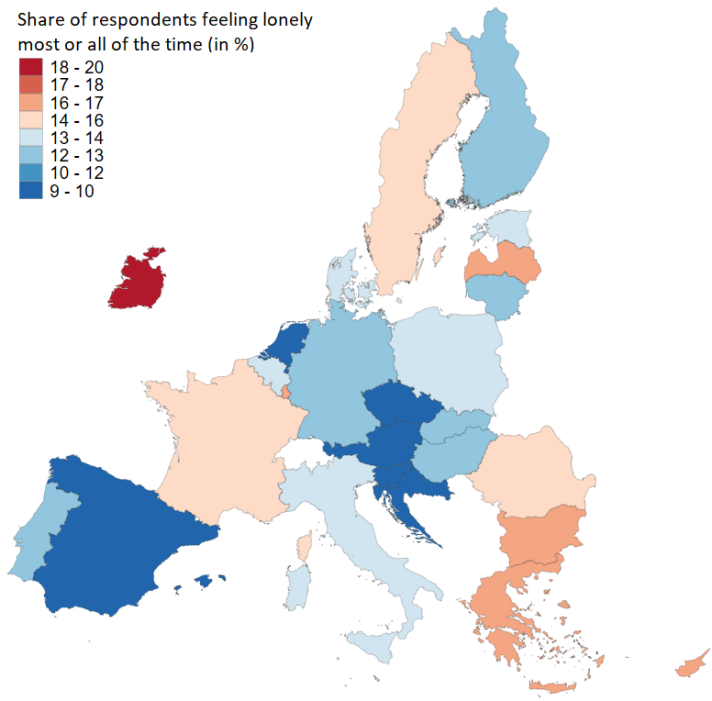 Share of respondents feeling lonely
most or all of the time (in %)
18 - 20
17 - 18
16 - 17
14 - 16
13 - 14
12 - 13
10 - 12
9 - 10